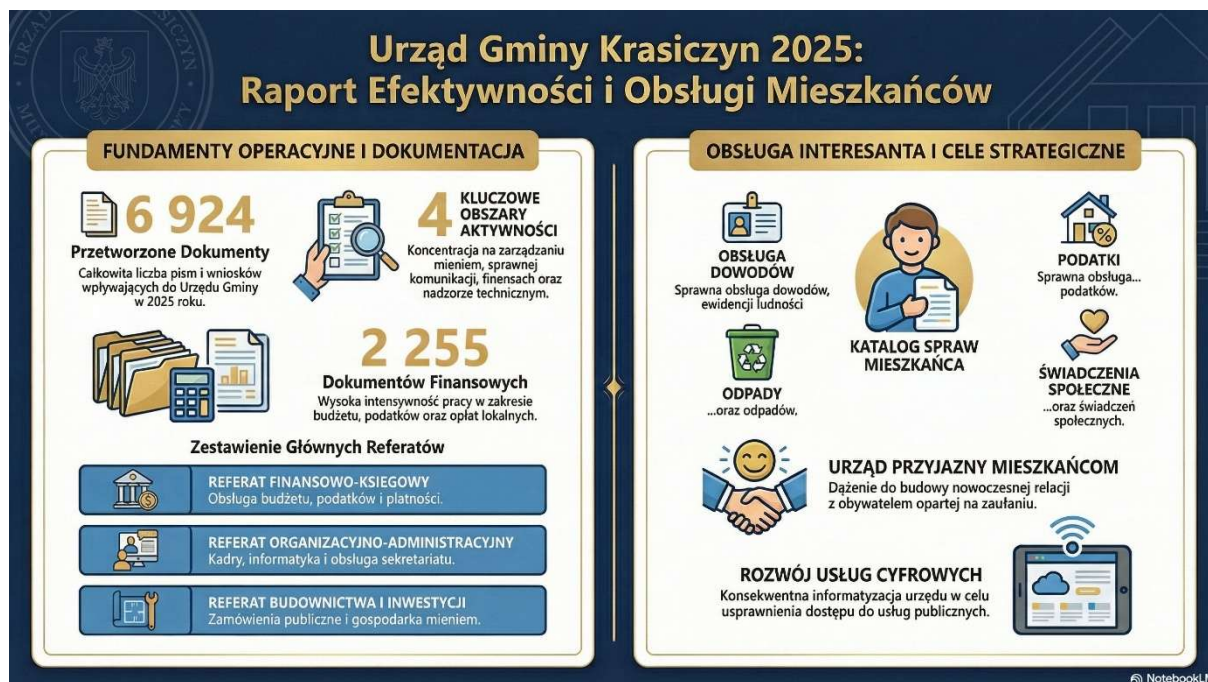 Urząd Gminy Krasiczyn 2025:
Raport Efektywności i Obsługi Mieszkańców
FUNDAMENTY OPERACYJNE I DOKUMENTACJA
6 924
Przetworzone Dokumenty
Całkowita liczba pism i wniosków
wpływających do Urzędu Gminy
w 2025 roku.
4 KLUCZOWE
OBSZARY
AKTYWNOŚCI
Koncentracja na zarządzaniu
mieniem, sprawnej
komunikacji, finensach oraz
nadzorze technicznym.
2 255
Dokumentów Finansowych
Wysoka intensywność pracy w zakresie
budżetu, podatków oraz opłat lokalnych.
Zestawienie Głównych Referatów
REFERAT FINANSOWO-KSIEGOWY
Obsługa budżetu, podatków i płatności.
REFERAT ORGANIZACYJNO-ADMINISTRACYJNY
Kadry, informatyka i obsługa sekretariatu.
REFERAT BUDOWNICTWA I INWESTYCJI
Zamówienia publiczne i gospodarka mieniem.
OBSŁUGA INTERESANTA I CELE STRATEGICZNE
OBSŁUGA
DOWODÓW
Sprawna obsługa dowodów,
ewidencji ludności
PODATKI
Sprawna obsługa...
podatków.
KATALOG SPRAW
MIESZKAŃCA
ODPADY
...oraz odpadów,
ŚWIADCZENIA
SPOŁECZNE
...oraz świadczeń
społecznych.
URZĄD PRZYJAZNY MIESZKAŃCOM
Dążenie do budowy nowoczesnej relacji
z obywatelem opartej na zaułaniu.
ROZWÓJ USŁUG CYFROWYCH
Konsekwentna informatyzacja urzędu w celu
usprawnienia dostępu do usług publicznych.
NotebookLM